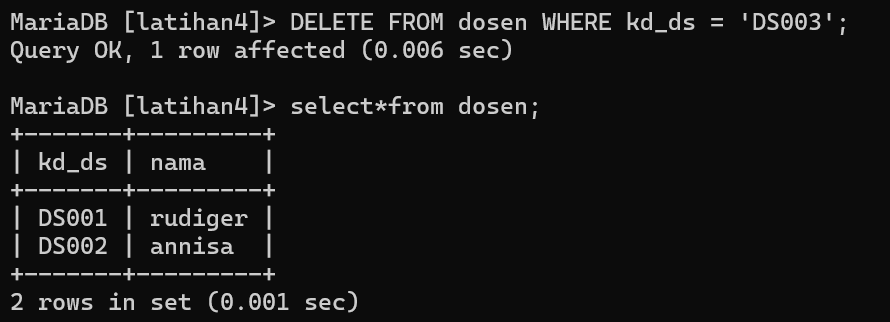 MariaDB [latihan4]> DELETE FROM dosen WHERE kd_ds = 'DS003';
Query OK, 1 row affected (0.006 sec)
MariaDB [latihan4]> select*from dosen;
+-------+---------+
| kd_ds | nama    |
+-------+---------+
| DS001 | rudiger |
| DS002 | annisa  |
+-------+---------+
2 rows in set (0.001 sec)